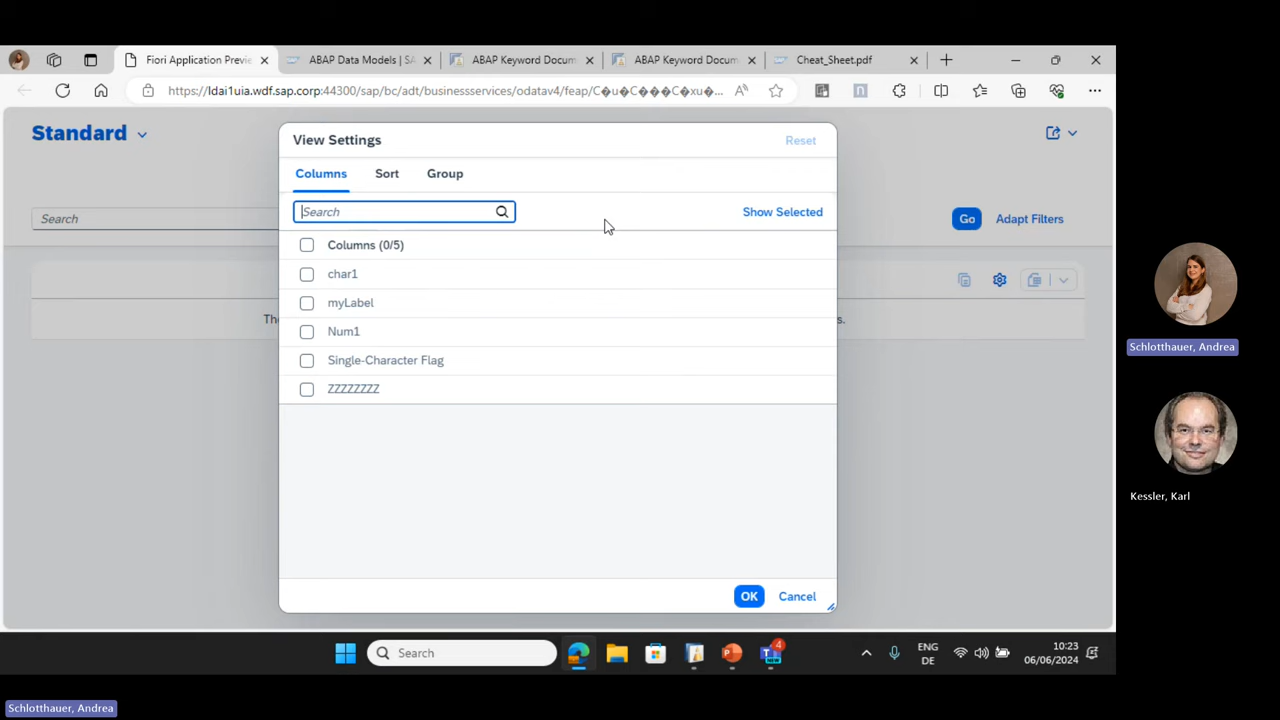 Fiori Application Previe
ABAP Data Models | SA
ABAP Keyword Docum
ABAP Keyword Docum
Cheat_Sheet.pdf
https://ldai1uia.wdf.sap.corp:44300/sap/bc/adt/businessservices/odatav4/feap/C�u�C���C�xu�...
Standard
View Settings
Reset
Columns
Sort
Group
Search
Search
Show Selected
Go
Adapt Filters
Columns (0/5)
char1
myLabel
The
s.
Num1
Single-Character Flag
ZZZZZZZZ
OK
Cancel
Schlotthauer, Andrea
Kessler, Karl
Search
4
ENG
DE
10:23
06/06/2024
Schlotthauer, Andrea